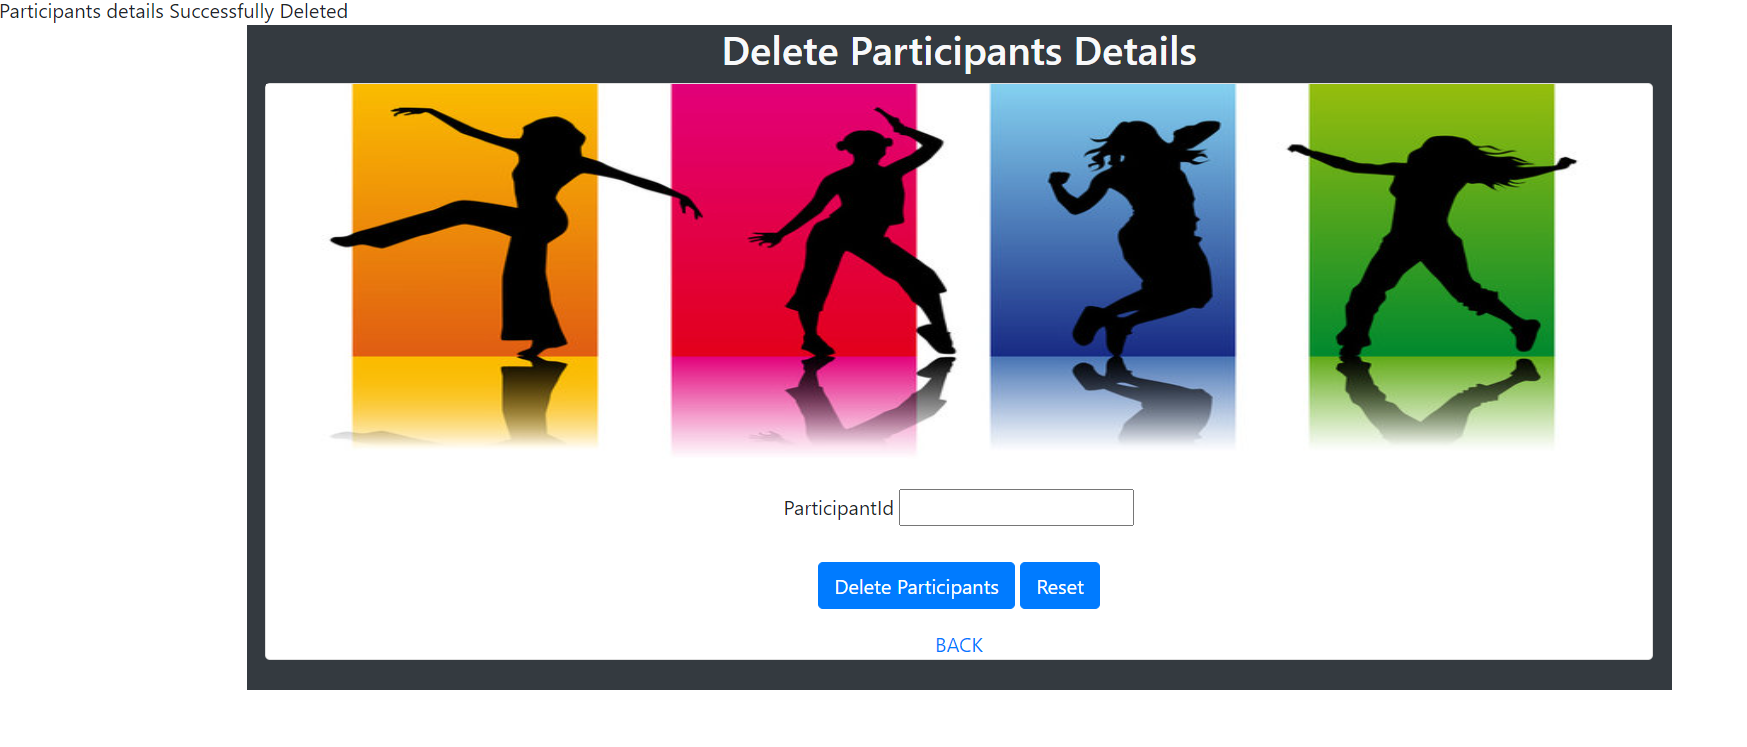 Participants details Successfully Deleted
Delete Participants Details
ParticipantId
Delete Participants Reset
BACK